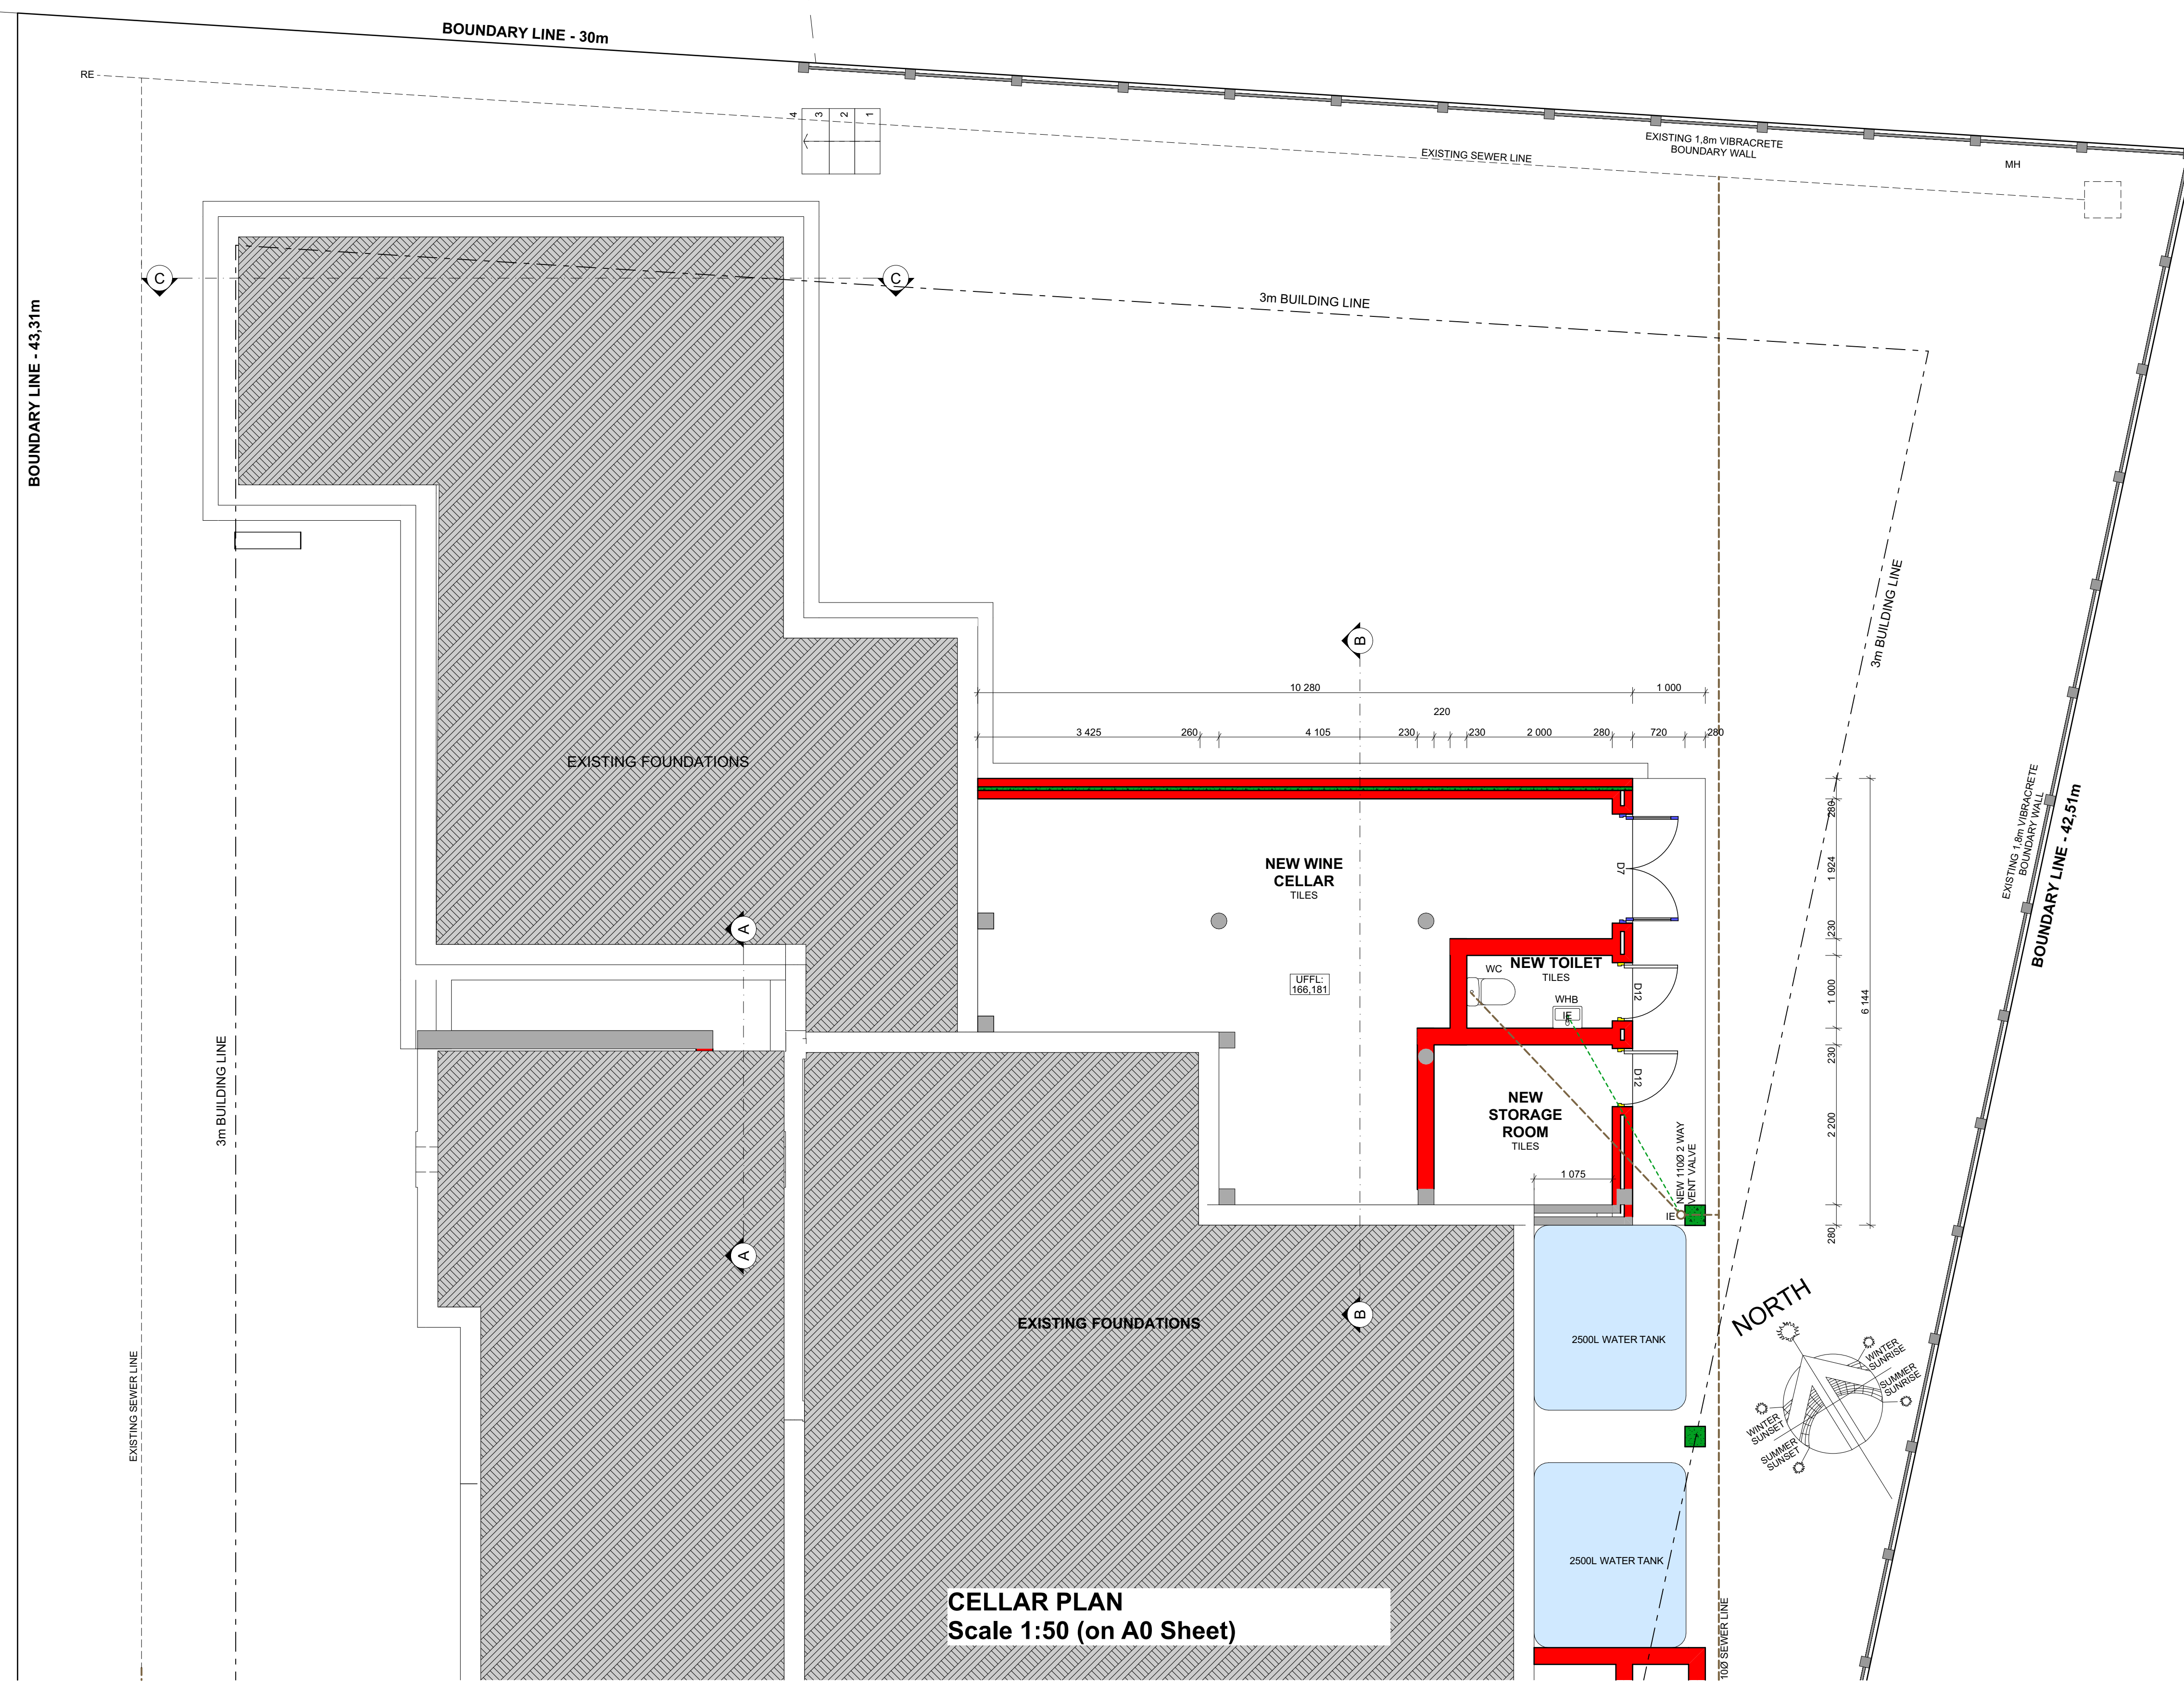 BOUNDARY LINE - 30m
RE
4
3
2
1
EXISTING SEWER LINE
EXISTING 1,8m VIBRACRETE
BOUNDARY WALL
MH
C
C
3m BUILDING LINE
BOUNDARY LINE - 43,31m
3m BUILDING LINE
B
10 280
1 000
220
3 425
260
4 105
230
230
2 000
280
720
280
EXISTING FOUNDATIONS
NEW WINE
CELLAR
TILES
D7
280
1 924
230
1 000
6 144
230
2 200
280
EXISTING 1,8m VIBRACRETE
BOUNDARY WALL
BOUNDARY LINE - 42,51m
A
UFFL:
166,181
WC
NEW TOILET
TILES
WHB
IE
D12
D12
NEW
STORAGE
ROOM
TILES
1 075
NEW 110Ø 2 WAY
VENT VALVE
IE
3m BUILDING LINE
A
B
EXISTING FOUNDATIONS
2500L WATER TANK
NORTH
WINTER
SUNRISE
SUMMER
SUNRISE
WINTER
SUNSET
SUMMER
SUNSET
EXISTING SEWER LINE
2500L WATER TANK
10Ø SEWER LINE
CELLAR PLAN
Scale 1:50 (on A0 Sheet)